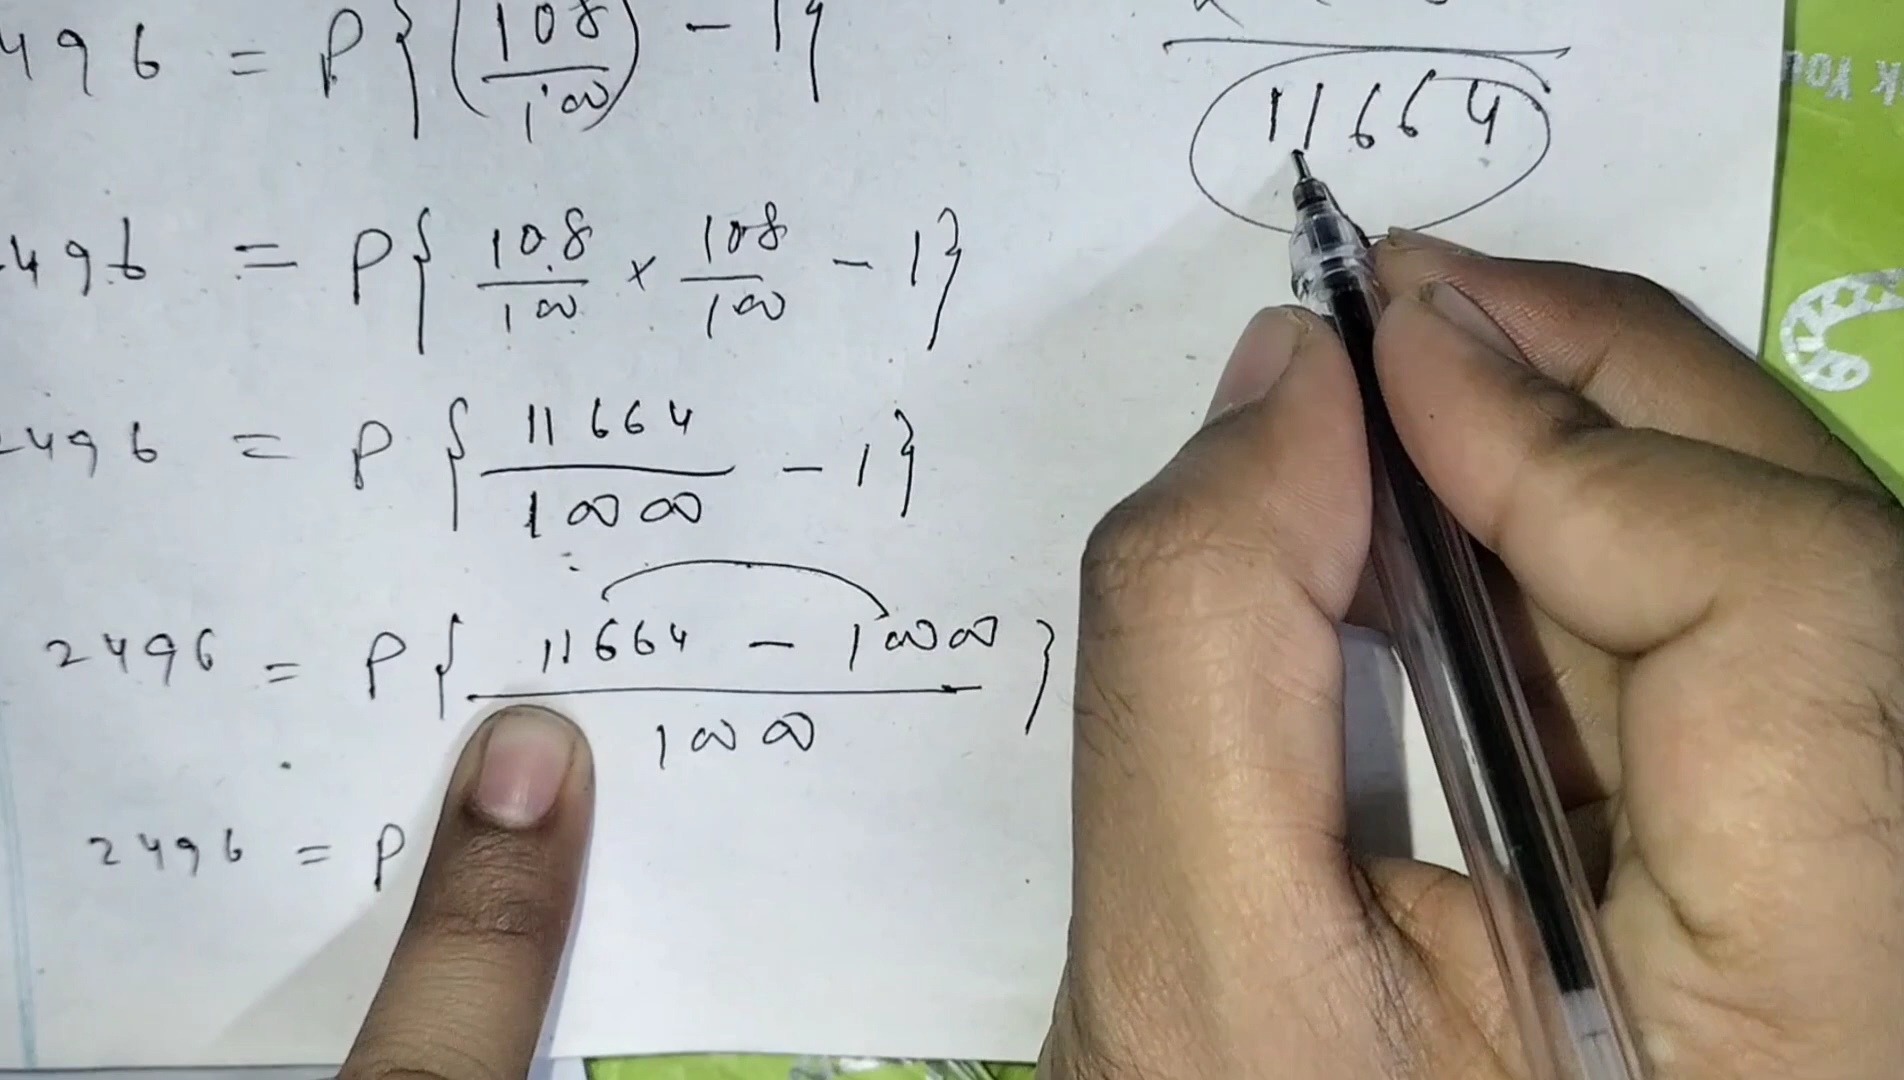 496 = P{(108/100) - 1}
11664
496 = P{108/100 × 108/100 - 1}
2496 = P{11664/10000 - 1}
2496 = P{11664 - 10000/10000}
2496 = P